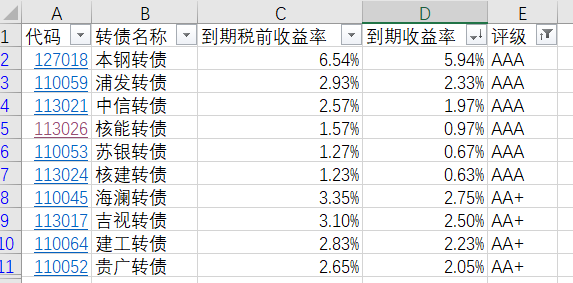 A B C D E
1 代码 转债名称 到期税前收益率 到期收益率 评级
2 127018 本钢转债 6.54% 5.94% AAA
3 110059 浦发转债 2.93% 2.33% AAA
4 113021 中信转债 2.57% 1.97% AAA
5 113026 核能转债 1.57% 0.97% AAA
6 110053 苏银转债 1.27% 0.67% AAA
7 113024 核建转债 1.23% 0.63% AAA
8 110045 海澜转债 3.35% 2.75% AA+
9 113017 吉视转债 3.10% 2.50% AA+
10 110064 建工转债 2.83% 2.23% AA+
11 110052 贵广转债 2.65% 2.05% AA+